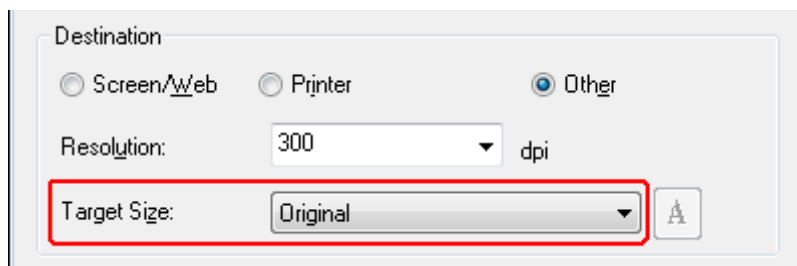 Destination
Screen/Web Printer Other
Resolution: 300 dpi
Target Size: Original A